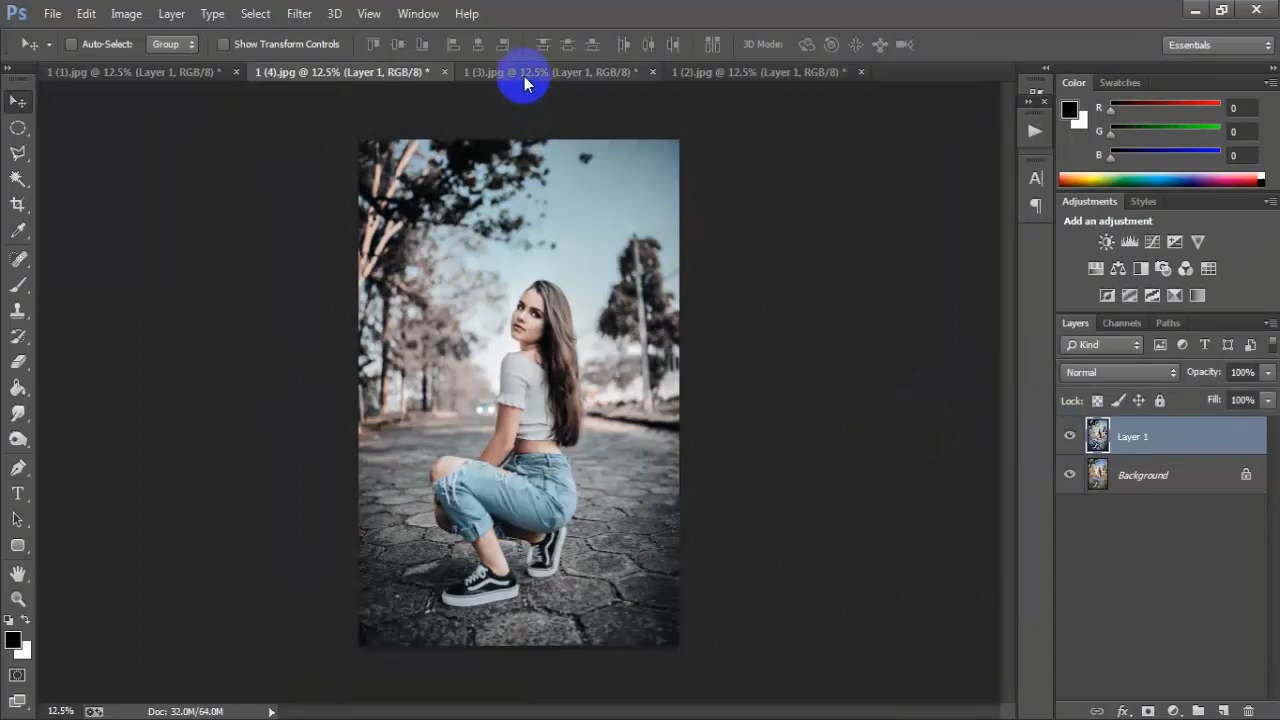 Ps File Edit Image Layer Type Select Filter 3D View Window Help
Auto-Select: Group Show Transform Controls 3D Mode: Essentials
1 (1).jpg @ 12.5% (Layer 1, RGB/8) * × 1 (4).jpg @ 12.5% (Layer 1, RGB/8) * × 1 (3).jpg @ 12.5% (Layer 1, RGB/8) * × 1 (2).jpg @ 12.5% (Layer 1, RGB/8) * ×
Color Swatches
R 0
G 0
B 0
Adjustments Styles
Add an adjustment
Layers Channels Paths
Kind
Normal Opacity: 100%
Lock: Fill: 100%
Layer 1
Background
12.5% Doc: 32.0M/64.0M